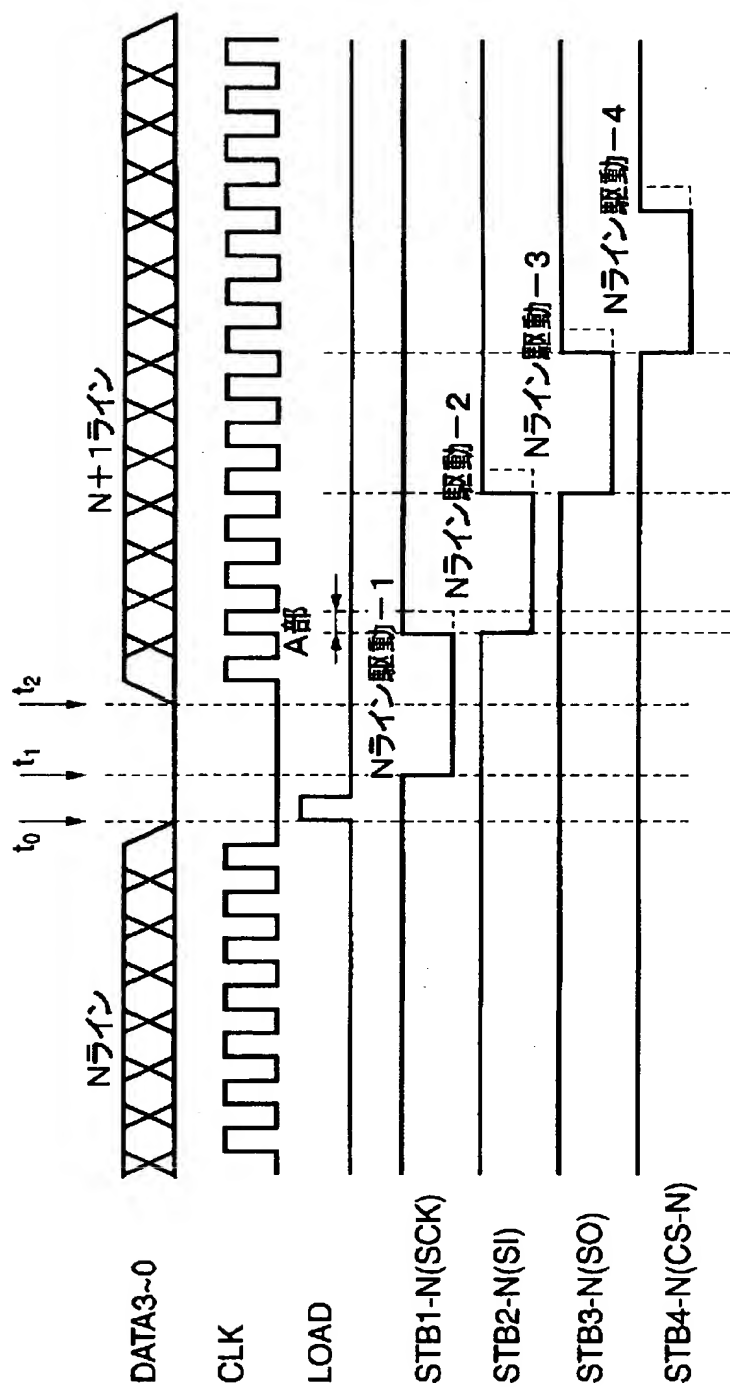 t₀
t₁
t₂
Nライン
N+1ライン
DATA3~0
CLK
LOAD
A部
Nライン駆動-1
STB1-N(SCK)
Nライン駆動-2
STB2-N(SI)
Nライン駆動-3
STB3-N(SO)
Nライン駆動-4
STB4-N(CS-N)